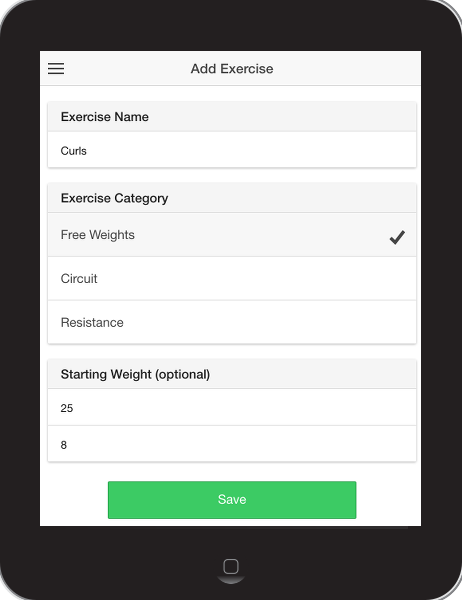 Add Exercise
Exercise Name
Curls
Exercise Category
Free Weights
Circuit
Resistance
Starting Weight (optional)
25
8
Save